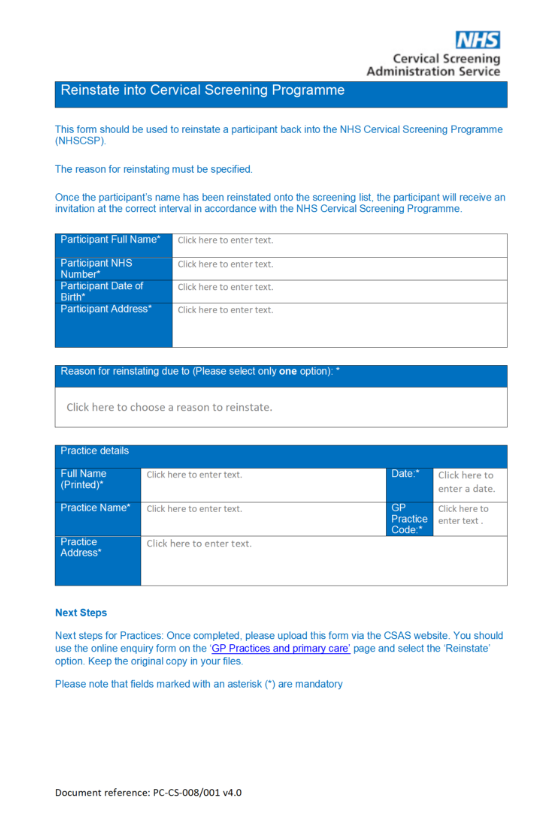 NHS
Cervical Screening
Administration Service
Reinstate into Cervical Screening Programme
This form should be used to reinstate a participant back into the NHS Cervical Screening Programme
(NHSCSP).
The reason for reinstating must be specified.
Once the participant's name has been reinstated onto the screening list, the participant will receive an
invitation at the correct interval in accordance with the NHS Cervical Screening Programme.
Participant Full Name* Click here to enter text.
Participant NHS
Number* Click here to enter text.
Participant Date of
Birth* Click here to enter text.
Participant Address* Click here to enter text.
Reason for reinstating due to (Please select only one option): *
Click here to choose a reason to reinstate.
Practice details
Full Name
(Printed)* Click here to enter text. Date:* Click here to
enter a date.
Practice Name* Click here to enter text. GP
Practice
Code:* Click here to
enter text .
Practice
Address* Click here to enter text.
Next Steps
Next steps for Practices: Once completed, please upload this form via the CSAS website. You should
use the online enquiry form on the 'GP Practices and primary care' page and select the 'Reinstate'
option. Keep the original copy in your files.
Please note that fields marked with an asterisk (*) are mandatory
Document reference: PC-CS-008/001 v4.0